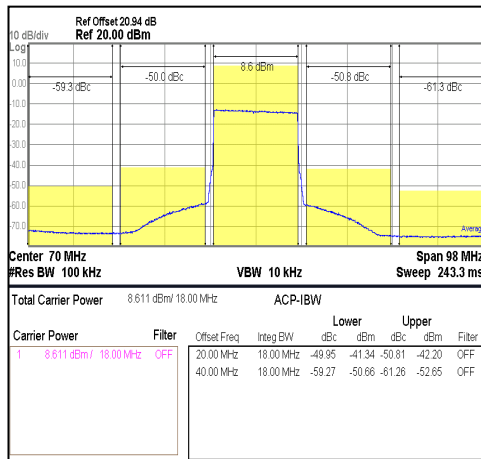 Ref Offset 20.94 dB
10 dB/div Ref 20.00 dBm
Log
10.0
0.00
-10.0
-20.0
-30.0
-40.0
-50.0
-60.0
-70.0
-59.3 dBc
-50.0 dBc
8.6 dBm
-50.8 dBc
-61.3 dBc
Average
Center 70 MHz Span 98 MHz
#Res BW 100 kHz VBW 10 kHz Sweep 243.3 ms
Total Carrier Power 8.611 dBm/ 18.00 MHz ACP-IBW
Lower Upper
Carrier Power Filter Offset Freq Integ BW dBc dBm dBc dBm Filter
1 8.611 dBm / 18.00 MHz OFF 20.00 MHz 18.00 MHz -49.95 -41.34 -50.81 -42.20 OFF
40.00 MHz 18.00 MHz -59.27 -50.66 -61.26 -52.65 OFF